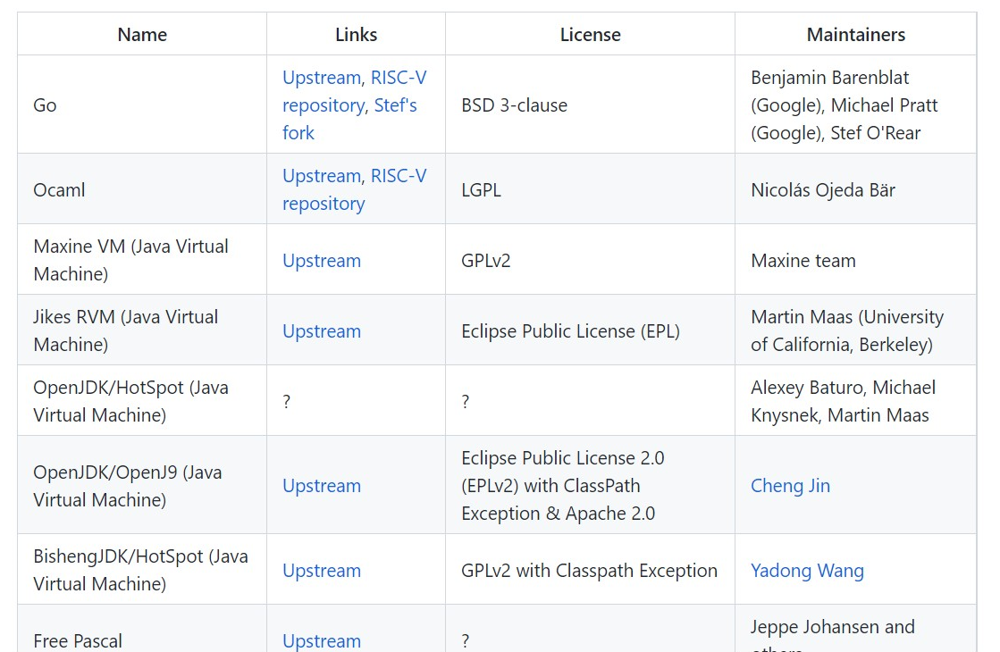 Name Links License Maintainers
Go
Upstream, RISC-V
repository, Stef's
fork
BSD 3-clause
Benjamin Barenblat
(Google), Michael Pratt
(Google), Stef O'Rear
Ocaml
Upstream, RISC-V
repository
LGPL
Nicolás Ojeda Bär
Maxine VM (Java Virtual
Machine)
Upstream
GPLv2
Maxine team
Jikes RVM (Java Virtual
Machine)
Upstream
Eclipse Public License (EPL)
Martin Maas (University
of California, Berkeley)
OpenJDK/HotSpot (Java
Virtual Machine)
?
?
Alexey Baturo, Michael
Knysnek, Martin Maas
OpenJDK/OpenJ9 (Java
Virtual Machine)
Upstream
Eclipse Public License 2.0
(EPLv2) with ClassPath
Exception & Apache 2.0
Cheng Jin
BishengJDK/HotSpot (Java
Virtual Machine)
Upstream
GPLv2 with Classpath Exception
Yadong Wang
Free Pascal
Upstream
?
Jeppe Johansen and